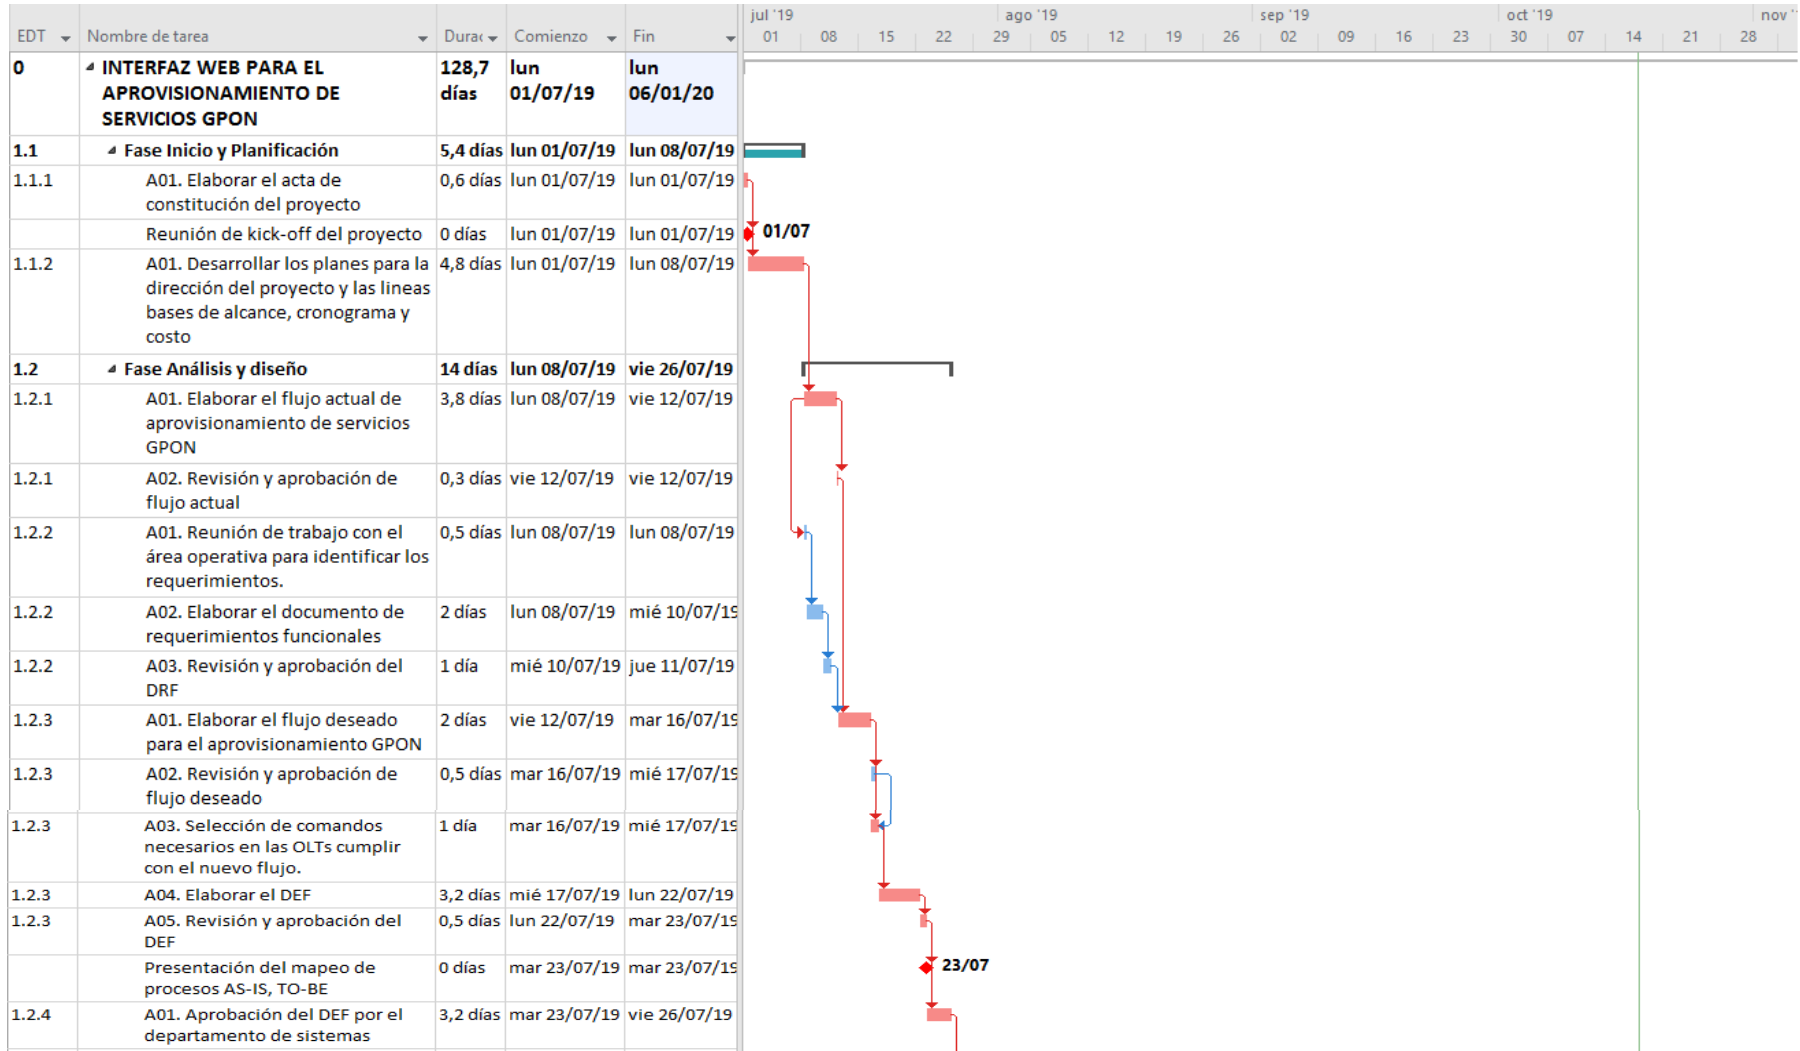 jul '19 ago '19 sep '19 oct '19 nov '
EDT Nombre de tarea Durac Comienzo Fin 01 08 15 22 29 05 12 19 26 02 09 16 23 30 07 14 21 28
0 INTERFAZ WEB PARA EL 128,7 lun lun
APROVISIONAMIENTO DE días 01/07/19 06/01/20
SERVICIOS GPON
1.1 Fase Inicio y Planificación 5,4 días lun 01/07/19 lun 08/07/19
1.1.1 A01. Elaborar el acta de 0,6 días lun 01/07/19 lun 01/07/19
constitución del proyecto
Reunión de kick-off del proyecto 0 días lun 01/07/19 lun 01/07/19 01/07
1.1.2 A01. Desarrollar los planes para la 4,8 días lun 01/07/19 lun 08/07/19
dirección del proyecto y las lineas
bases de alcance, cronograma y
costo
1.2 Fase Análisis y diseño 14 días lun 08/07/19 vie 26/07/19
1.2.1 A01. Elaborar el flujo actual de 3,8 días lun 08/07/19 vie 12/07/19
aprovisionamiento de servicios
GPON
1.2.1 A02. Revisión y aprobación de 0,3 días vie 12/07/19 vie 12/07/19
flujo actual
1.2.2 A01. Reunión de trabajo con el 0,5 días lun 08/07/19 lun 08/07/19
área operativa para identificar los
requerimientos.
1.2.2 A02. Elaborar el documento de 2 días lun 08/07/19 mié 10/07/19
requerimientos funcionales
1.2.2 A03. Revisión y aprobación del 1 día mié 10/07/19 jue 11/07/19
DRF
1.2.3 A01. Elaborar el flujo deseado 2 días vie 12/07/19 mar 16/07/19
para el aprovisionamiento GPON
1.2.3 A02. Revisión y aprobación de 0,5 días mar 16/07/19 mié 17/07/19
flujo deseado
1.2.3 A03. Selección de comandos 1 día mar 16/07/19 mié 17/07/19
necesarios en las OLTs cumplir
con el nuevo flujo.
1.2.3 A04. Elaborar el DEF 3,2 días mié 17/07/19 lun 22/07/19
1.2.3 A05. Revisión y aprobación del 0,5 días lun 22/07/19 mar 23/07/19
DEF
Presentación del mapeo de 0 días mar 23/07/19 mar 23/07/19 23/07
procesos AS-IS, TO-BE
1.2.4 A01. Aprobación del DEF por el 3,2 días mar 23/07/19 vie 26/07/19
departamento de sistemas